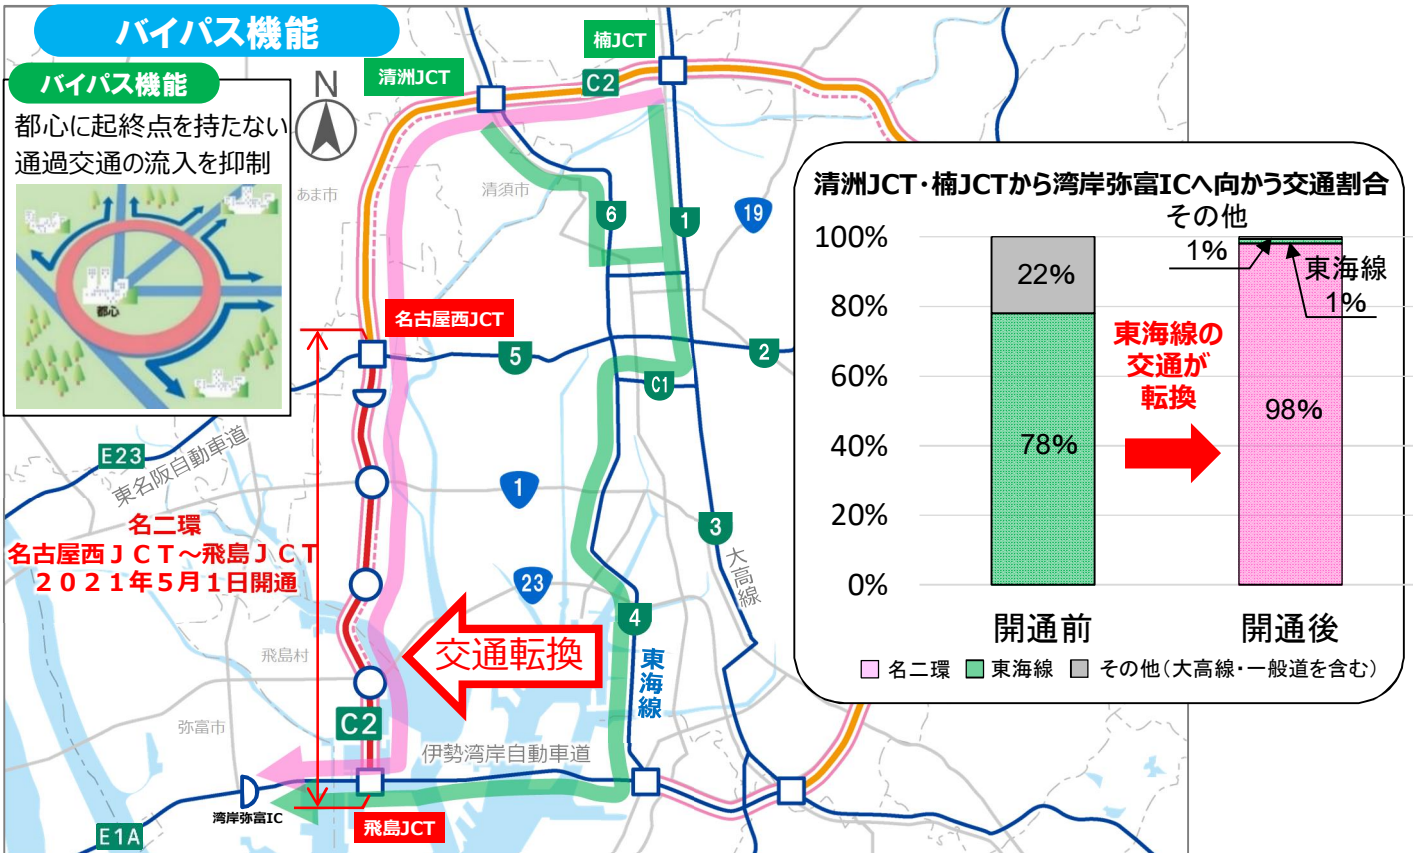 バイパス機能
バイパス機能
都心に起終点を持たない
通過交通の流入を抑制
都心
N
清洲JCT
楠JCT
C2
あま市
清須市
6
1
19
名古屋西JCT
5
2
C1
E23
東名阪自動車道
1
名二環
名古屋西ＪＣＴ～飛島ＪＣＴ
２０２１年５月１日開通
3
大高線
23
4
飛島村
交通転換
東海線
弥富市
C2
伊勢湾岸自動車道
湾岸弥富IC
飛島JCT
E1A
清洲JCT・楠JCTから湾岸弥富ICへ向かう交通割合
その他
1%
東海線
1%
100%
80%
60%
40%
20%
0%
22%
78%
東海線の
交通が
転換
98%
開通前
開通後
名二環
東海線
その他（大高線・一般道を含む）